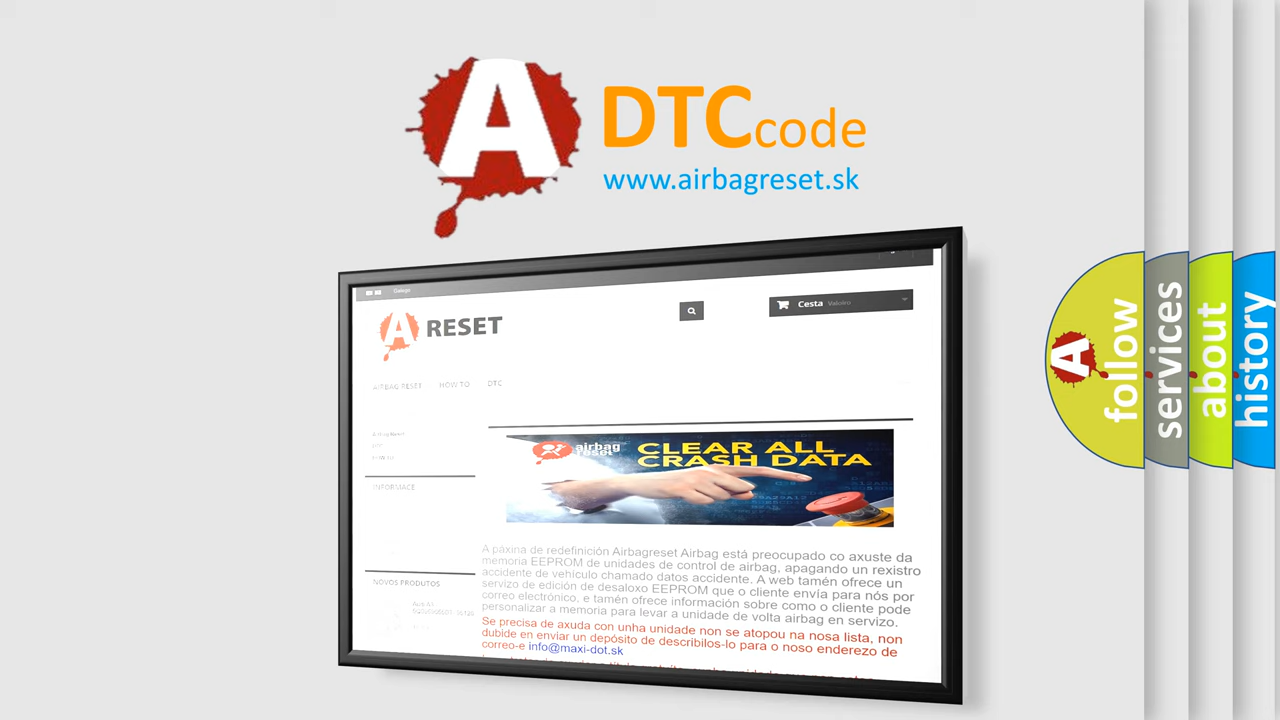 A DTCcode
www.airbagreset.sk
Galego
A RESET
Cesta Valeiro
AIRBAG RESET HOW TO DTC
HOW TO
INFORMACE
NOVOS PRODUTOS
airbag
reset
CLEAR ALL
CRASH DATA
A páxina de redefinición Airbagreset Airbag está preocupado co axuste da
memoria EEPROM de unidades de control de airbag, apagando un rexistro
accidente de vehículo chamado datos accidente. A web tamén ofrece un
servizo de edición de desaloxo EEPROM que o cliente envía para nós por
correo electrónico, e tamén ofrece información sobre como o cliente pode
personalizar a memoria para levar a unidade de volta airbag en servizo.
Se precisa de axuda con unha unidade non se atopou na nosa lista, non
dubide en enviar un depósito de describilos-lo para o noso enderezo de
correo-e info@maxi-dot.sk
A follow
services
about
history